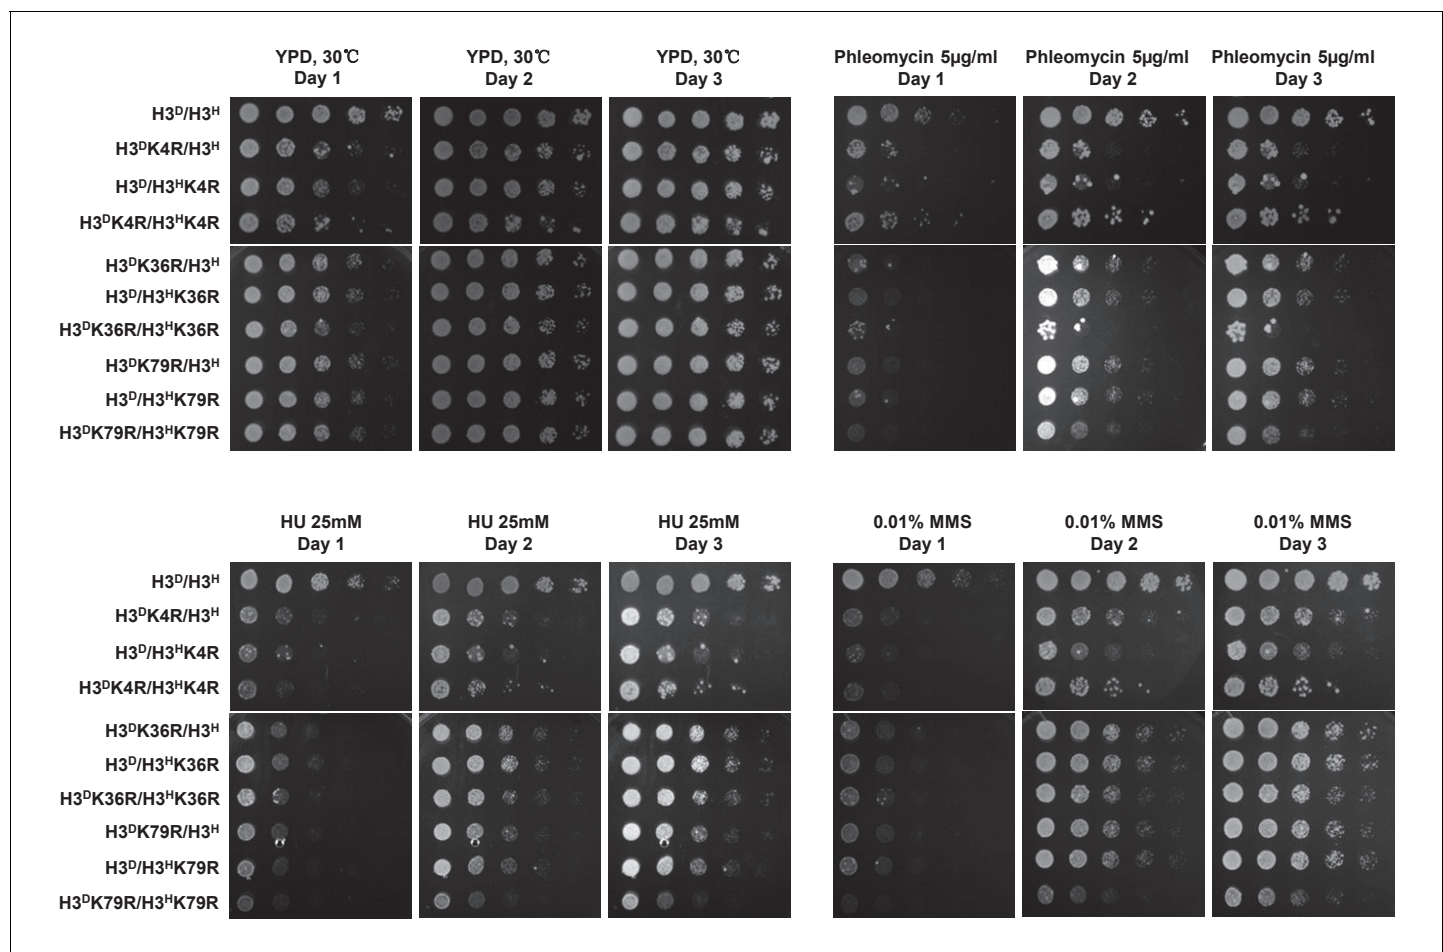 YPD, 30℃
Day 1
YPD, 30℃
Day 2
YPD, 30℃
Day 3
Phleomycin 5µg/ml
Day 1
Phleomycin 5µg/ml
Day 2
Phleomycin 5µg/ml
Day 3
H3ᴰ/H3ᴴ
H3ᴰK4R/H3ᴴ
H3ᴰ/H3ᴴK4R
H3ᴰK4R/H3ᴴK4R
H3ᴰK36R/H3ᴴ
H3ᴰ/H3ᴴK36R
H3ᴰK36R/H3ᴴK36R
H3ᴰK79R/H3ᴴ
H3ᴰ/H3ᴴK79R
H3ᴰK79R/H3ᴴK79R
HU 25mM
Day 1
HU 25mM
Day 2
HU 25mM
Day 3
0.01% MMS
Day 1
0.01% MMS
Day 2
0.01% MMS
Day 3
H3ᴰ/H3ᴴ
H3ᴰK4R/H3ᴴ
H3ᴰ/H3ᴴK4R
H3ᴰK4R/H3ᴴK4R
H3ᴰK36R/H3ᴴ
H3ᴰ/H3ᴴK36R
H3ᴰK36R/H3ᴴK36R
H3ᴰK79R/H3ᴴ
H3ᴰ/H3ᴴK79R
H3ᴰK79R/H3ᴴK79R